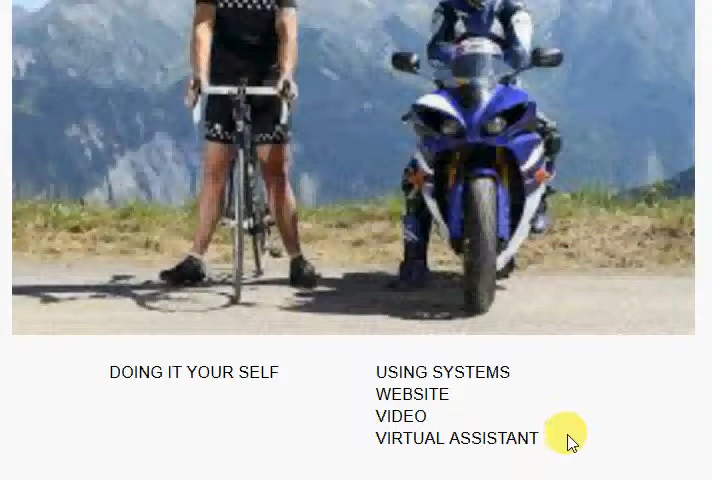 DOING IT YOUR SELF
USING SYSTEMS
WEBSITE
VIDEO
VIRTUAL ASSISTANT